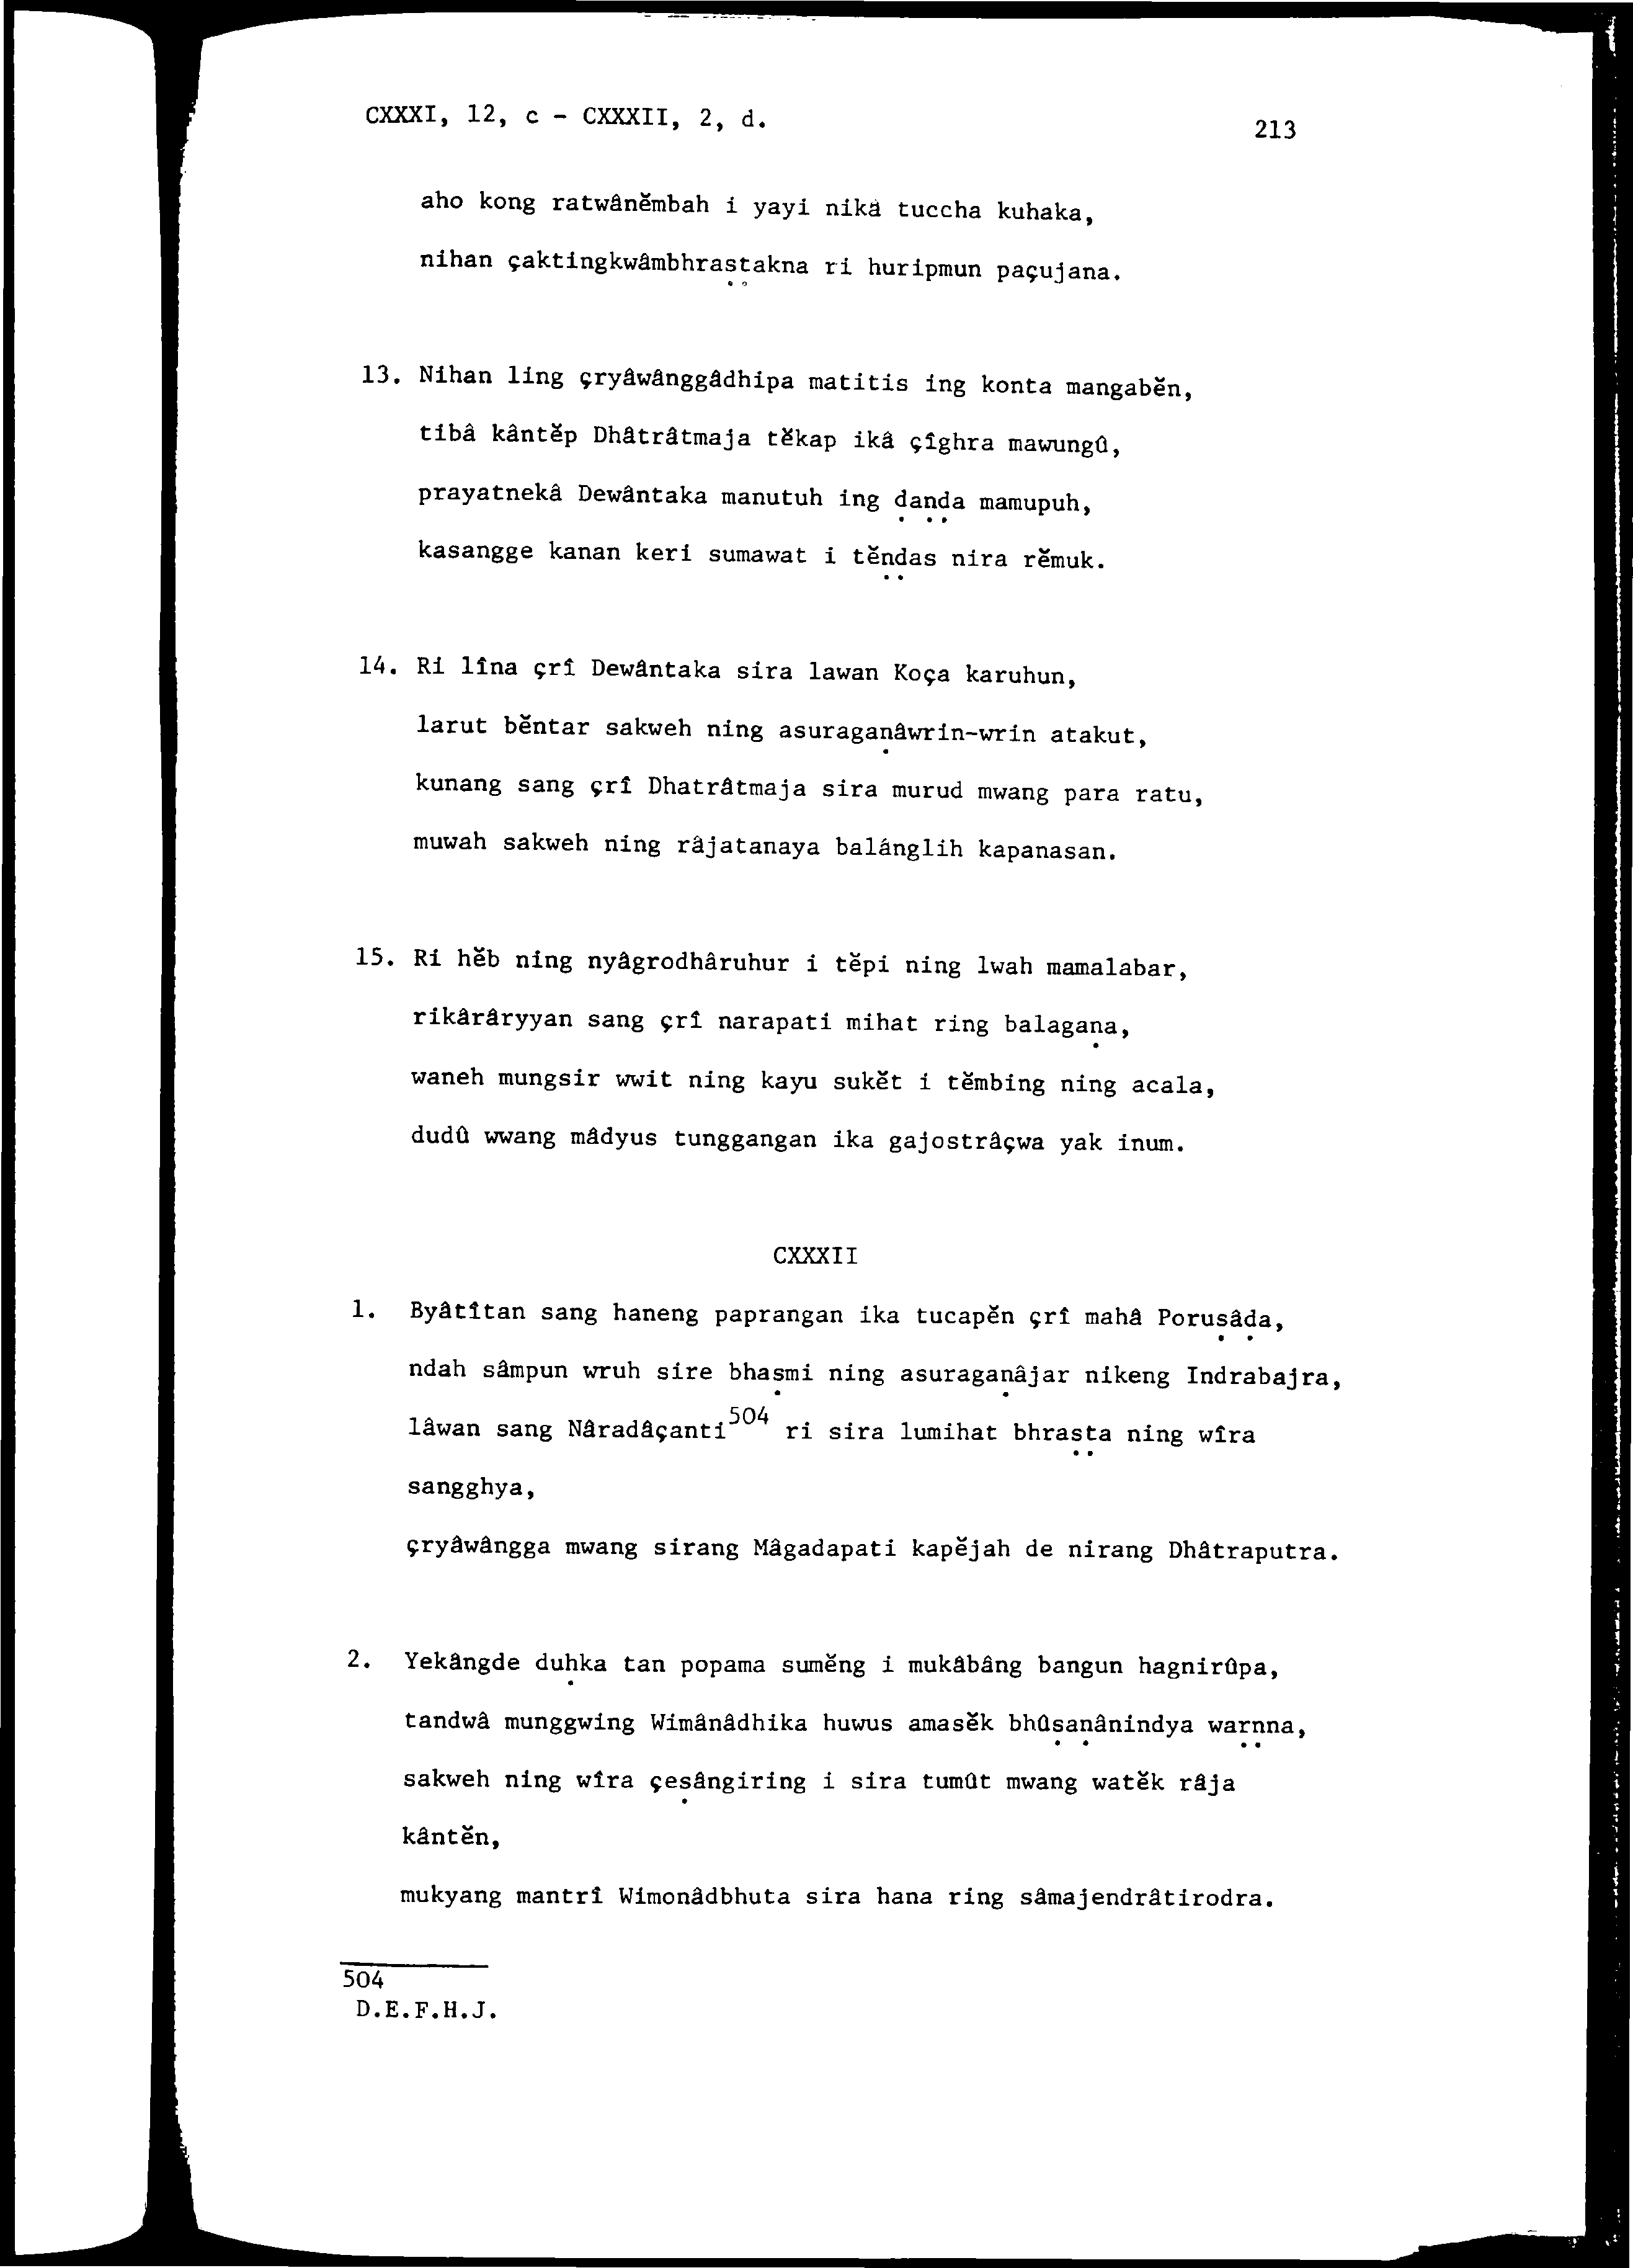 CXXXI, 12, c - CXXXII, 2, d.
213
aho kong ratwânĕmbah i yayi nikâ tuccha kuhaka,
nihan çaktingkwâmbhraṣṭakna ri huripmun paçujana.
13. Nihan ling çryâwânggâdhipa matitis ing konta mangabĕn,
tibâ kântĕp Dhâtrâtmaja tĕkap ikâ çîghra mawungû,
prayatnekâ Dewântaka manutuh ing ḍaṇḍa mamupuh,
kasangge kanan keri sumawat i tĕṇḍas nira rĕmuk.
14. Ri lîna çrî Dewântaka sira lawan Koça karuhun,
larut bĕntar sakweh ning asuragaṇâwrin-wrin atakut,
kunang sang çrî Dhatrâtmaja sira murud mwang para ratu,
muwah sakweh ning râjatanaya balânglih kapanasan.
15. Ri hĕb ning nyâgrodhâruhur i tĕpi ning lwah mamalabar,
rikârâryyan sang çrî narapati mihat ring balagaṇa,
waneh mungsir wwit ning kayu sukĕt i tĕmbing ning acala,
dudû wwang mâdyus tunggangan ika gajostrâçwa yak inum.
CXXXII
1. Byâtîtan sang haneng paprangan ika tucapĕn çrî mahâ Poruṣâḍa,
ndah sâmpun wruh sire bhaṣmi ning asuragaṇâjar nikeng Indrabajra,
lâwan sang Nâradâçanti504 ri sira lumihat bhraṣṭa ning wîra
sangghya,
çryâwângga mwang sirang Mâgadapati kapĕjah de nirang Dhâtraputra.
2. Yekângde duḥka tan popama sumĕng i mukâbâng bangun hagnirûpa,
tandwâ munggwing Wimânâdhika huwus amasĕk bhûṣaṇânindya warṇṇa,
sakweh ning wîra çeṣângiring i sira tumût mwang watĕk râja
kântĕn,
mukyang mantrî Wimonâdbhuta sira hana ring sâmajendrâtirodra.
504
D.E.F.H.J.